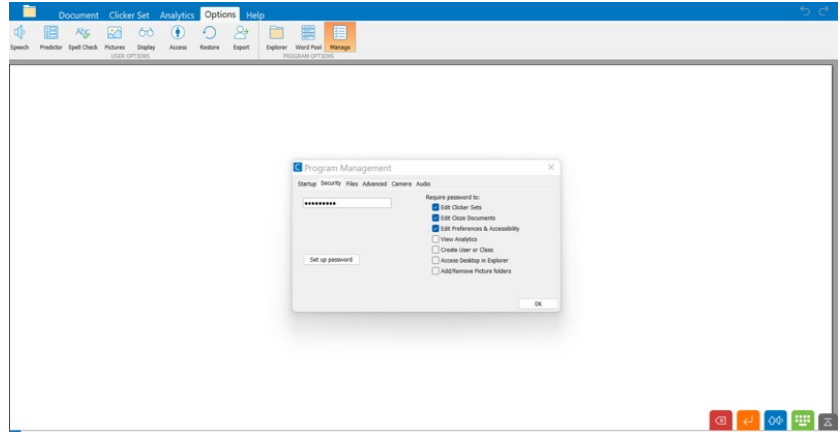 Document Clicker Set Analytics Options Help
Speech Predictor Spell Check Pictures Display Access Restore Export Explorer Word Pool Manage
USER OPTIONS PROGRAM OPTIONS
C Program Management
Startup Security Files Advanced Camera Audio
Require password to:
•••••••••
Edit Clicker Sets
Edit Cloze Documents
Edit Preferences & Accessibility
View Analytics
Create User or Class
Set up password
Access Desktop in Explorer
Add/Remove Picture folders
OK